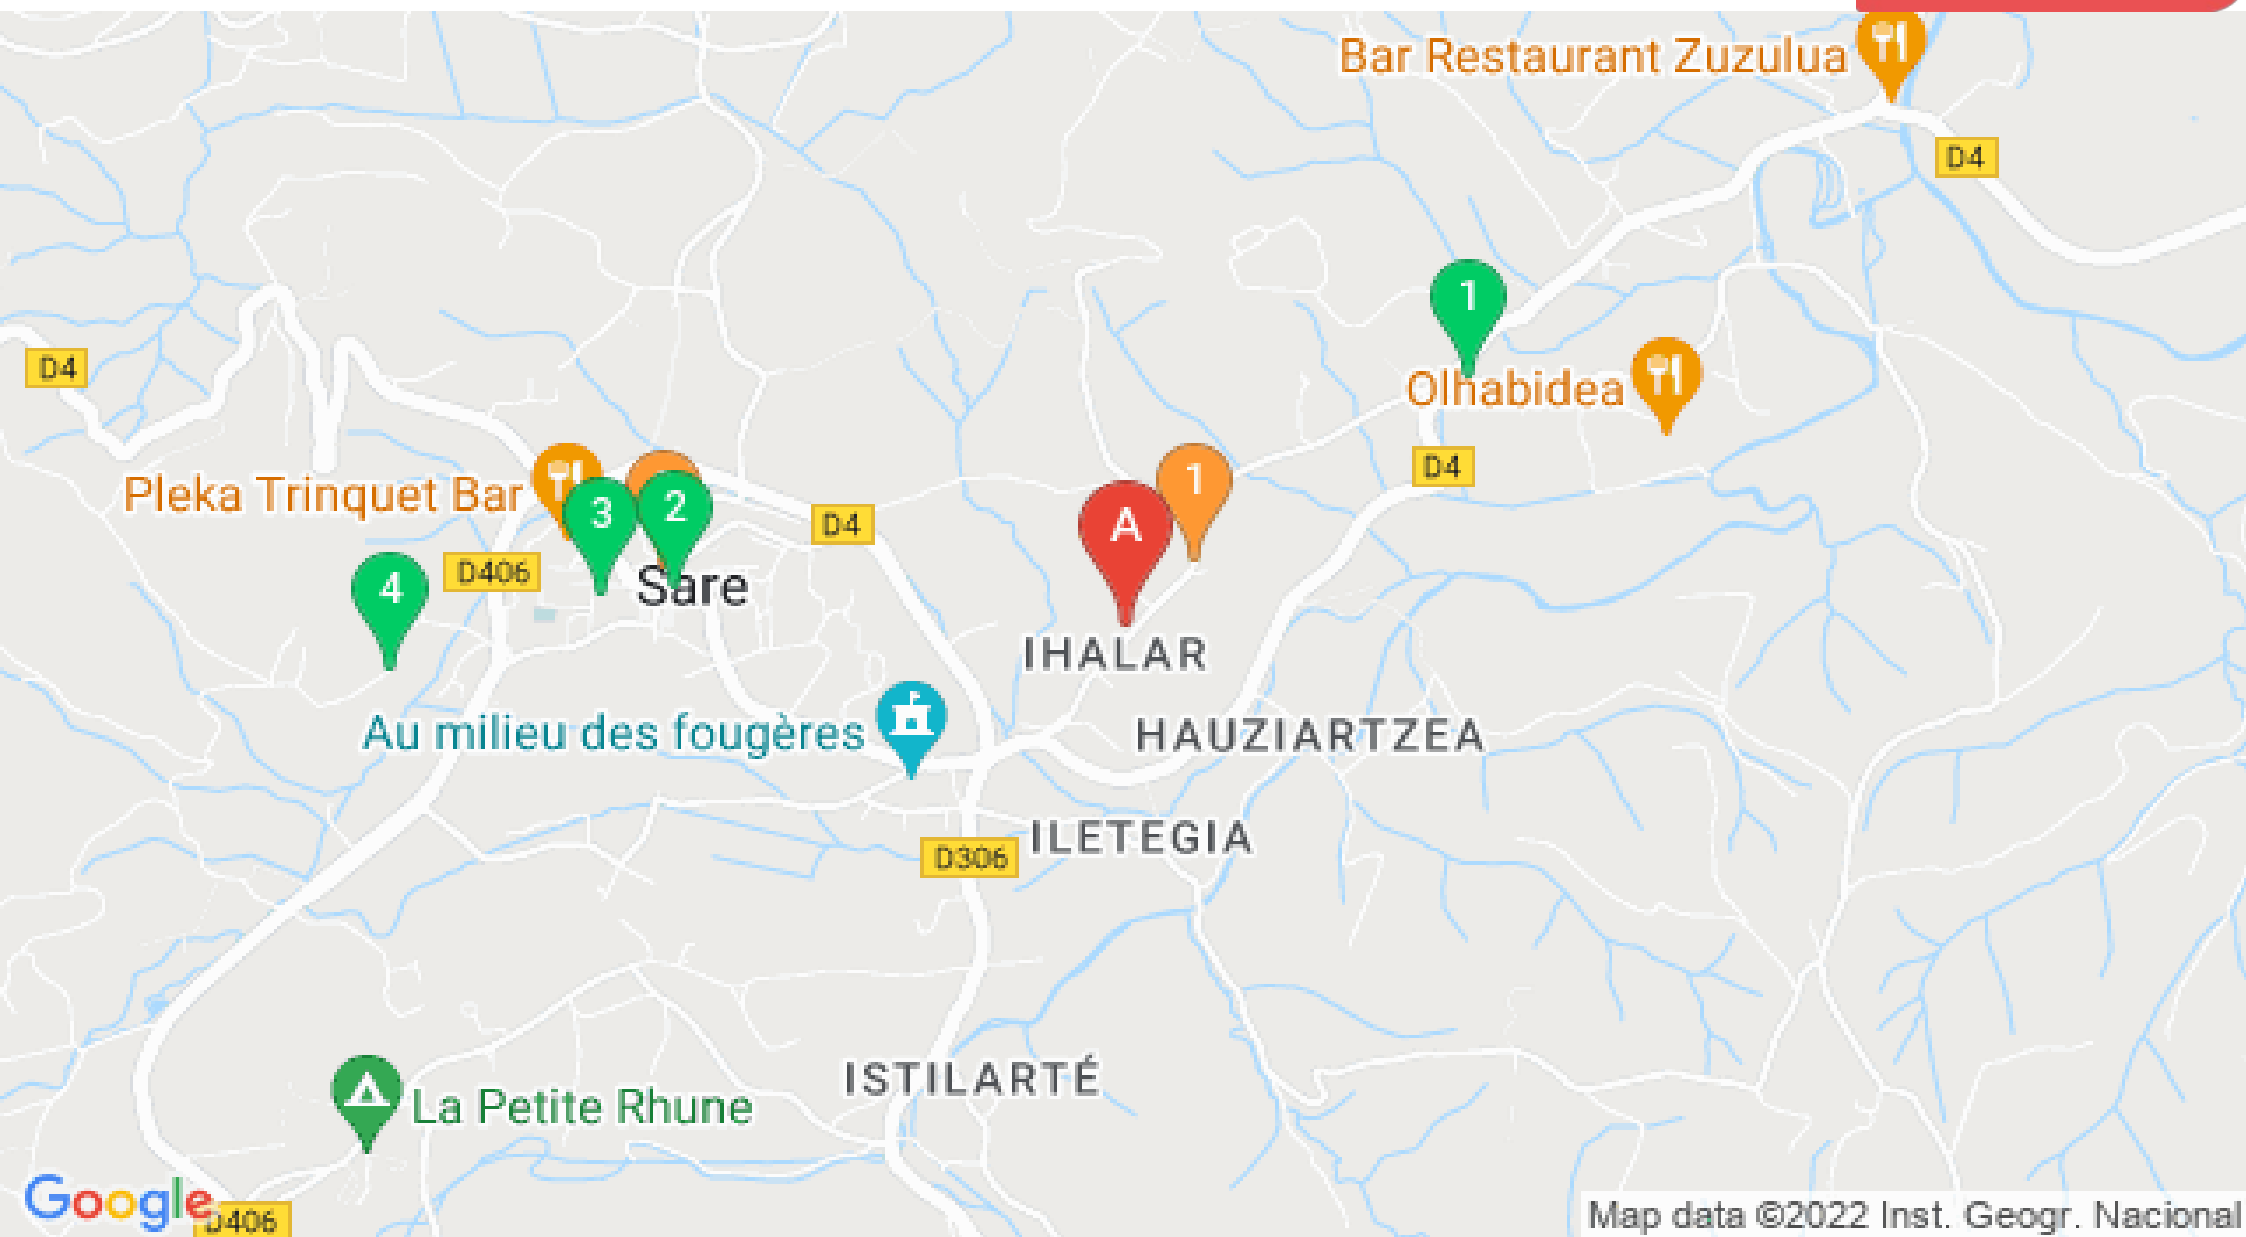 Bar Restaurant Zuzulua
D4
1
D4
Olhabidea
D4
1
Pleka Trinquet Bar
3
2
A
D4
D406
4
Sare
IHALAR
Au milieu des fougères
HAUZIARTZEA
ILETEGIA
D306
ISTILARTÉ
La Petite Rhune
Google
D406
Map data ©2022 Inst. Geogr. Nacional